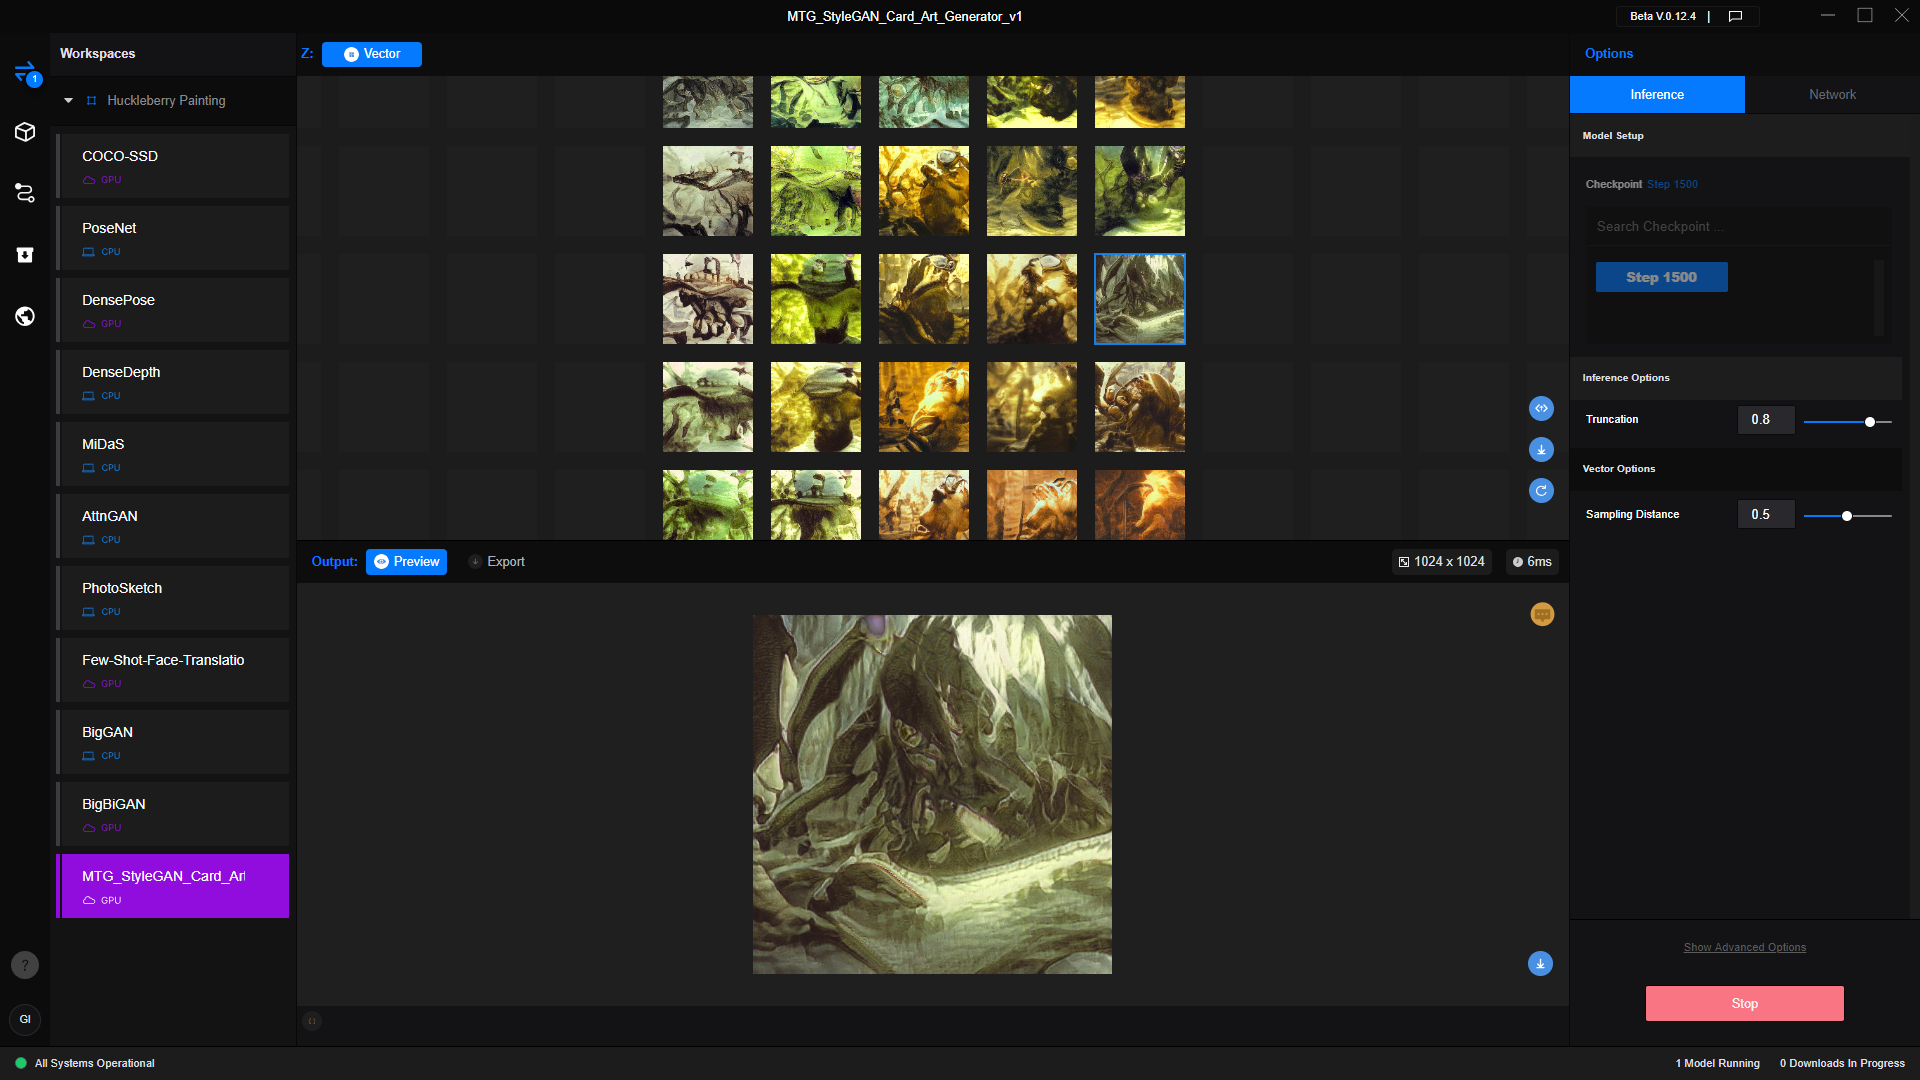 MTG_StyleGAN_Card_Art_Generator_v1
Beta V.0.12.4 |
Workspaces
1
Huckleberry Painting
COCO-SSD
GPU
PoseNet
CPU
DensePose
GPU
DenseDepth
CPU
MiDaS
CPU
AttnGAN
CPU
PhotoSketch
CPU
Few-Shot-Face-Translatio
GPU
BigGAN
CPU
BigBiGAN
GPU
MTG_StyleGAN_Card_Art
GPU
?
GI
Z: Vector
Output: Preview Export
1024 x 1024
6ms
Options
Inference Network
Model Setup
Checkpoint Step 1500
Search Checkpoint ...
Step 1500
Inference Options
Truncation 0.8
Vector Options
Sampling Distance 0.5
Show Advanced Options
Stop
All Systems Operational
1 Model Running 0 Downloads In Progress